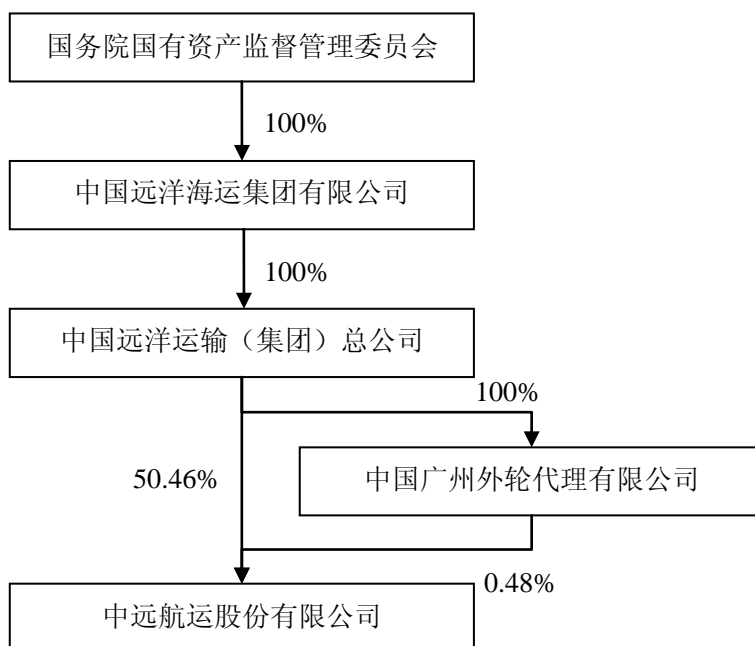 国务院国有资产监督管理委员会
100%
中国远洋海运集团有限公司
100%
中国远洋运输（集团）总公司
100%
50.46%
中国广州外轮代理有限公司
0.48%
中远航运股份有限公司